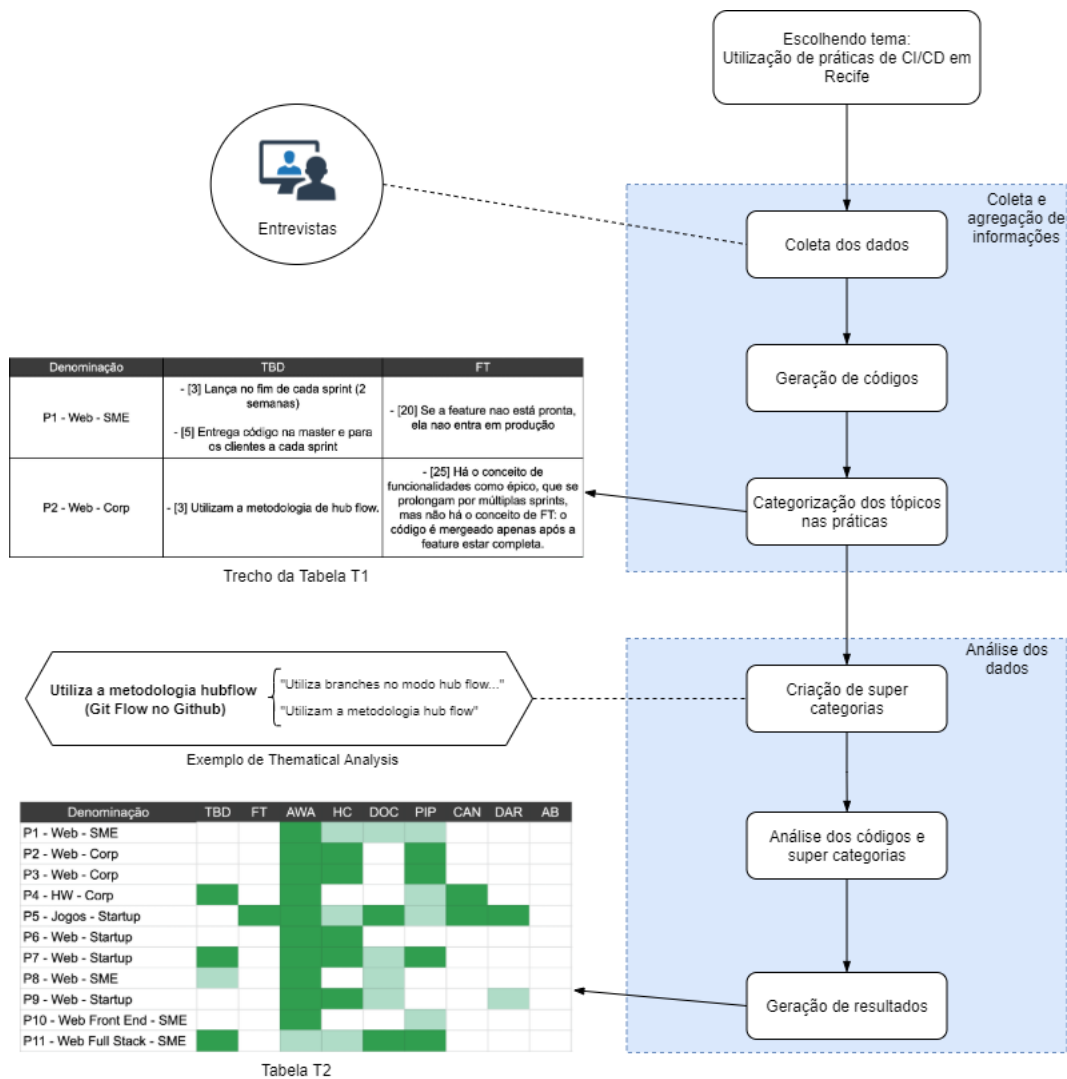 Escolhendo tema:
Utilização de práticas de CI/CD em
Recife
Entrevistas
Coleta e
agregação de
informações
Coleta dos dados
Geração de códigos
Categorização dos tópicos
nas práticas
Denominação TBD FT
P1 - Web - SME
- [3] Lança no fim de cada sprint (2
semanas)
- [5] Entrega código na master e para
os clientes a cada sprint
- [20] Se a feature nao está pronta,
ela nao entra em produção
P2 - Web - Corp
- [3] Utilizam a metodologia de hub flow.
- [25] Há o conceito de
funcionalidades como épico, que se
prolongam por múltiplas sprints,
mas não há o conceito de FT: o
código é mergeado apenas após a
feature estar completa.
Trecho da Tabela T1
Análise dos
dados
Criação de super
categorias
Utiliza a metodologia hubflow
(Git Flow no Github)
"Utiliza branches no modo hub flow..."
"Utilizam a metodologia hub flow"
Exemplo de Thematical Analysis
Análise dos códigos e
super categorias
Geração de resultados
Denominação TBD FT AWA HC DOC PIP CAN DAR AB
P1 - Web - SME
P2 - Web - Corp
P3 - Web - Corp
P4 - HW - Corp
P5 - Jogos - Startup
P6 - Web - Startup
P7 - Web - Startup
P8 - Web - SME
P9 - Web - Startup
P10 - Web Front End - SME
P11 - Web Full Stack - SME
Tabela T2